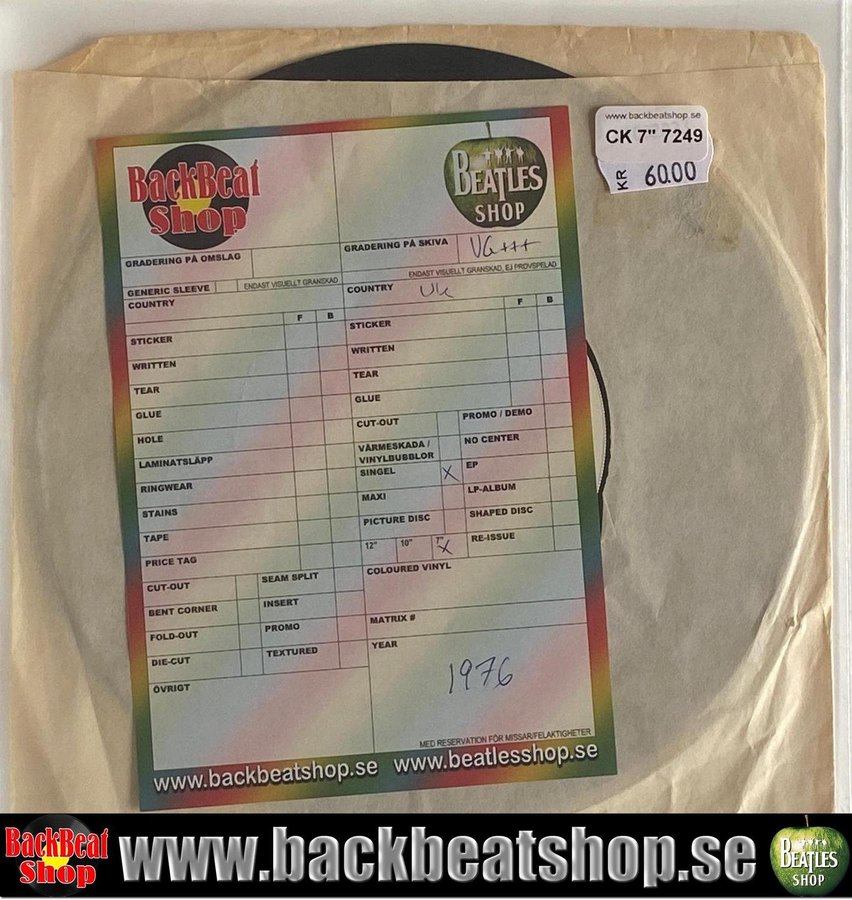 www.backbeatshop.se
CK 7" 7249
KR 60.00
BackBeat
Shop
BEATLES
SHOP
GRADERING PÅ OMSLAG
GRADERING PÅ SKIVA VG+++
GENERIC SLEEVE ENDAST VISUELLT GRANSKAD
ENDAST VISUELLT GRANSKAD, EJ PROVSPELAD
COUNTRY
F B
STICKER
WRITTEN
TEAR
GLUE
HOLE
LAMINATSLÄPP
RINGWEAR
STAINS
TAPE
PRICE TAG
CUT-OUT SEAM SPLIT
BENT CORNER INSERT
FOLD-OUT PROMO
DIE-CUT TEXTURED
ÖVRIGT
COUNTRY UK
F B
STICKER
WRITTEN
TEAR
GLUE
CUT-OUT PROMO / DEMO
VÄRMESKADA /
VINYLBUBBLOR NO CENTER
SINGEL X EP
MAXI LP-ALBUM
PICTURE DISC SHAPED DISC
12" 10" 7" X RE-ISSUE
COLOURED VINYL
MATRIX #
YEAR
1976
MED RESERVATION FÖR MISSAR/FELAKTIGHETER
www.backbeatshop.se www.beatlesshop.se
BackBeat
Shop
www.backbeatshop.se
BEATLES
SHOP